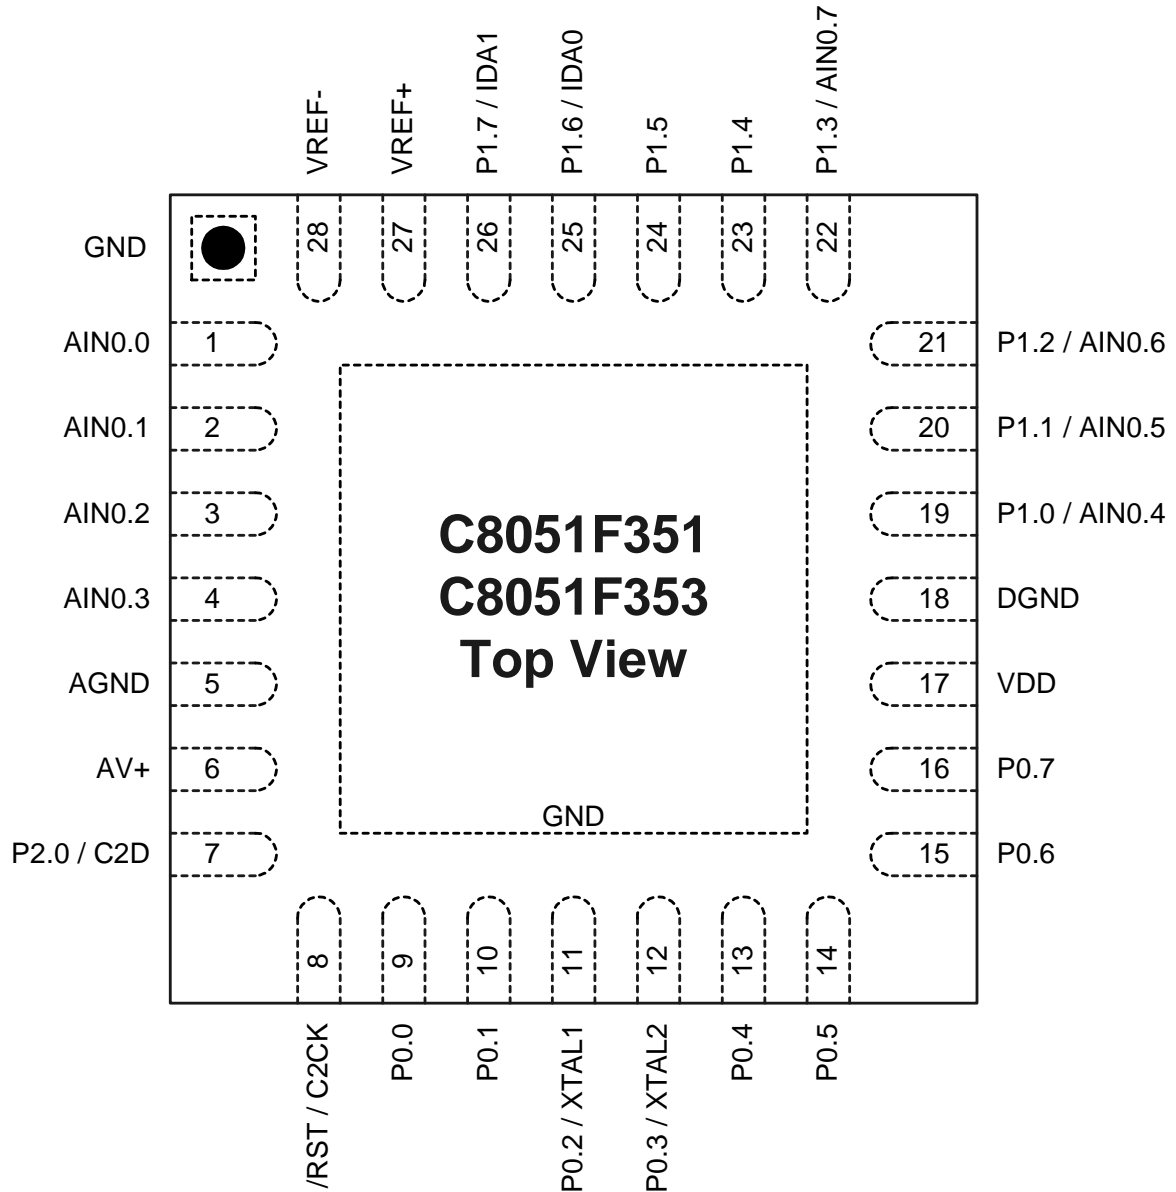 VREF-
VREF+
P1.7 / IDA1
P1.6 / IDA0
P1.5
P1.4
P1.3 / AIN0.7
28
27
26
25
24
23
22
GND
AIN0.0
1
21
P1.2 / AIN0.6
AIN0.1
2
20
P1.1 / AIN0.5
AIN0.2
3
19
P1.0 / AIN0.4
AIN0.3
4
18
DGND
AGND
5
17
VDD
AV+
6
16
P0.7
P2.0 / C2D
7
15
P0.6
C8051F351
C8051F353
Top View
GND
8
9
10
11
12
13
14
/RST / C2CK
P0.0
P0.1
P0.2 / XTAL1
P0.3 / XTAL2
P0.4
P0.5